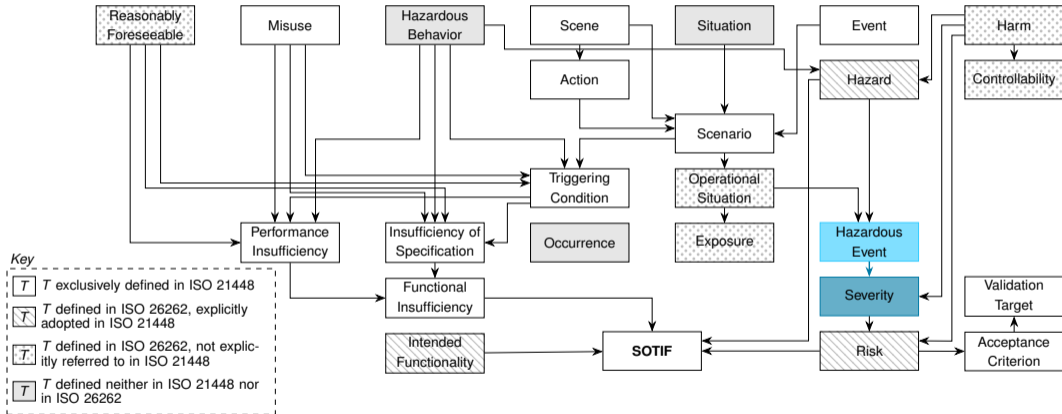 Reasonably
Foreseeable
Misuse
Hazardous
Behavior
Scene
Situation
Event
Harm
Action
Hazard
Controllability
Scenario
Triggering
Condition
Operational
Situation
Performance
Insufficiency
Insufficiency of
Specification
Occurrence
Exposure
Hazardous
Event
Functional
Insufficiency
Severity
Validation
Target
Intended
Functionality
SOTIF
Risk
Acceptance
Criterion
Key
T T exclusively defined in ISO 21448
T T defined in ISO 26262, explicitly
adopted in ISO 21448
T T defined in ISO 26262, not explic-
itly referred to in ISO 21448
T T defined neither in ISO 21448 nor
in ISO 26262